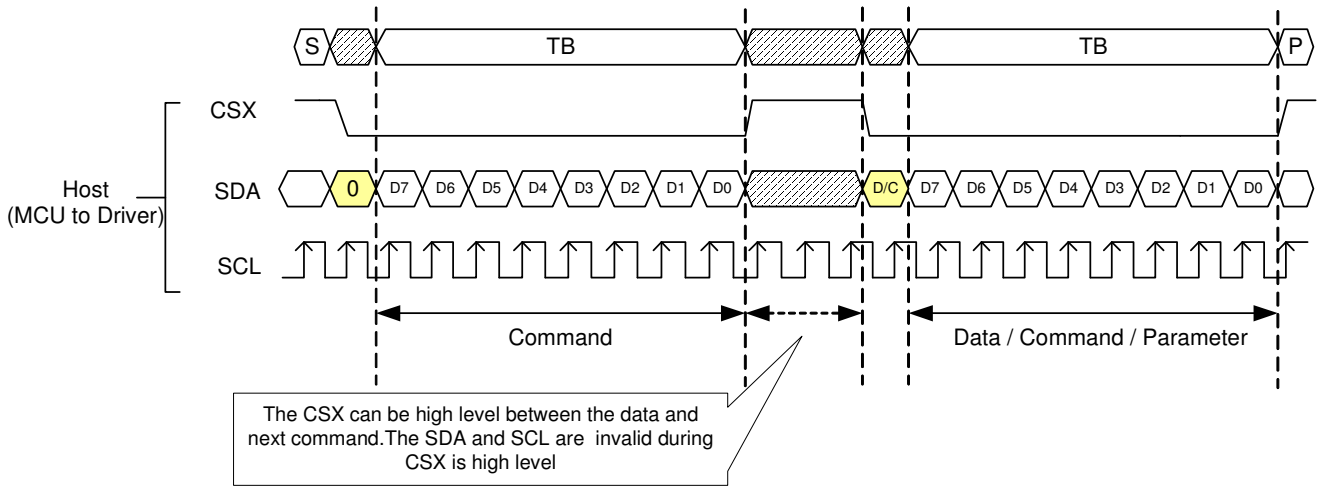 S TB TB P
CSX
Host
(MCU to Driver)
SDA 0 D7 D6 D5 D4 D3 D2 D1 D0 D/C D7 D6 D5 D4 D3 D2 D1 D0
SCL
Command Data / Command / Parameter
The CSX can be high level between the data and
next command.The SDA and SCL are invalid during
CSX is high level